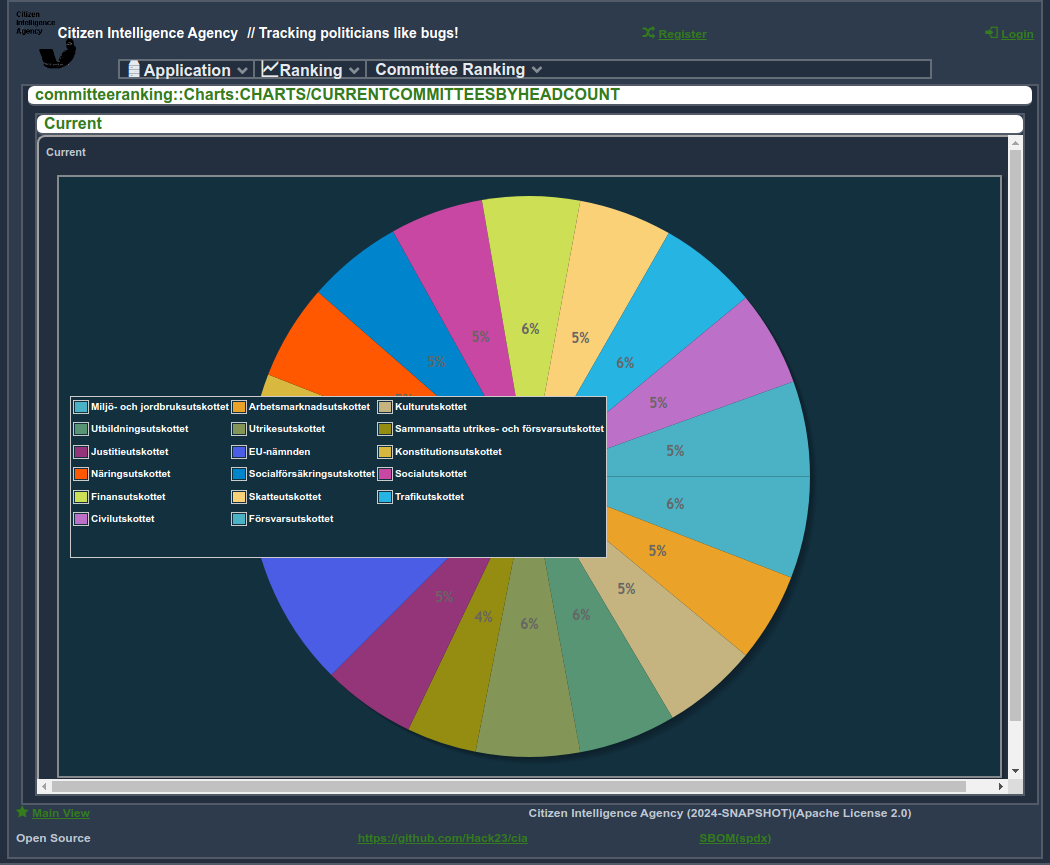 Citizen
Intelligence
Agency
Citizen Intelligence Agency // Tracking politicians like bugs!
Register
Login
Application
Ranking
Committee Ranking
committeeranking::Charts:CHARTS/CURRENTCOMMITTEESBYHEADCOUNT
Current
Current
6%
5%
5%
6%
5%
5%
5%
5%
6%
5%
5%
6%
6%
4%
5%
Miljö- och jordbruksutskottet Arbetsmarknadsutskottet Kulturutskottet
Utbildningsutskottet Utrikesutskottet Sammansatta utrikes- och försvarsutskottet
Justitieutskottet EU-nämnden Konstitutionsutskottet
Näringsutskottet Socialförsäkringsutskottet Socialutskottet
Finansutskottet Skatteutskottet Trafikutskottet
Civilutskottet Försvarsutskottet
Main View
Citizen Intelligence Agency (2024-SNAPSHOT)(Apache License 2.0)
Open Source
https://github.com/Hack23/cia
SBOM(spdx)